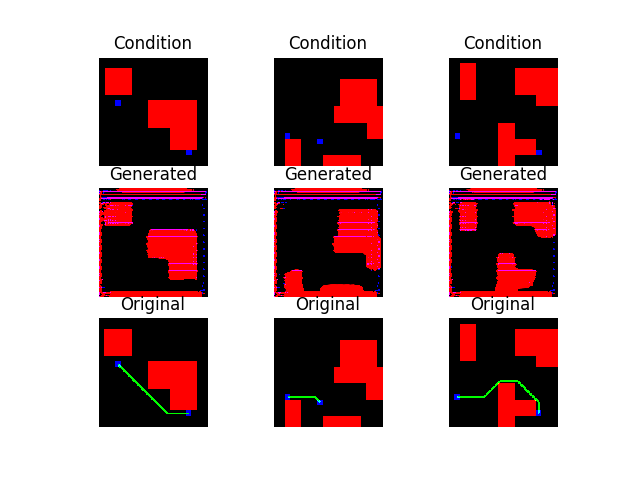 Condition Condition Condition
Generated Generated Generated
Original Original Original